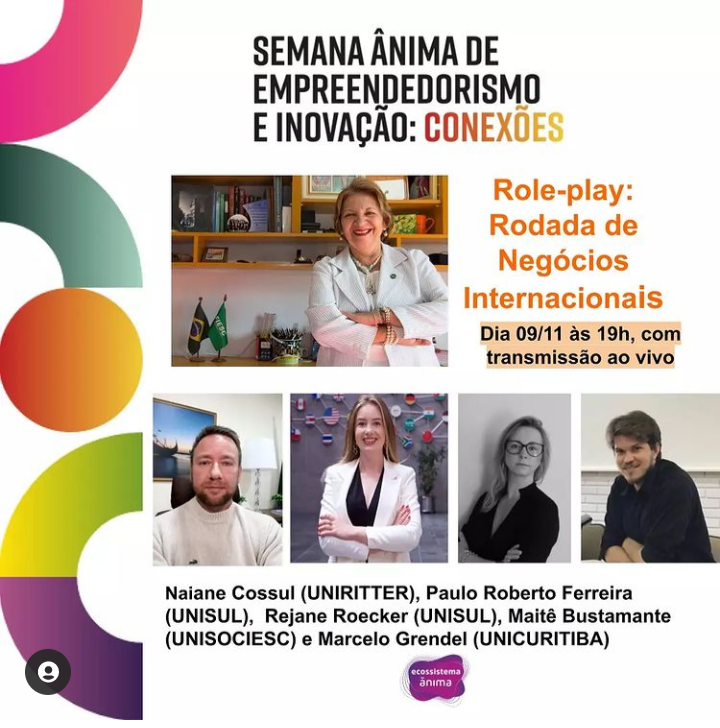 SEMANA ÂNIMA DE
EMPREENDEDORISMO
E INOVAÇÃO: CONEXÕES
Role-play:
Rodada de
Negócios
Internacionais
Dia 09/11 às 19h, com
transmissão ao vivo
Naiane Cossul (UNIRITTER), Paulo Roberto Ferreira
(UNISUL), Rejane Roecker (UNISUL), Maitê Bustamante
(UNISOCIESC) e Marcelo Grendel (UNICURITIBA)
ecossistema
ânima